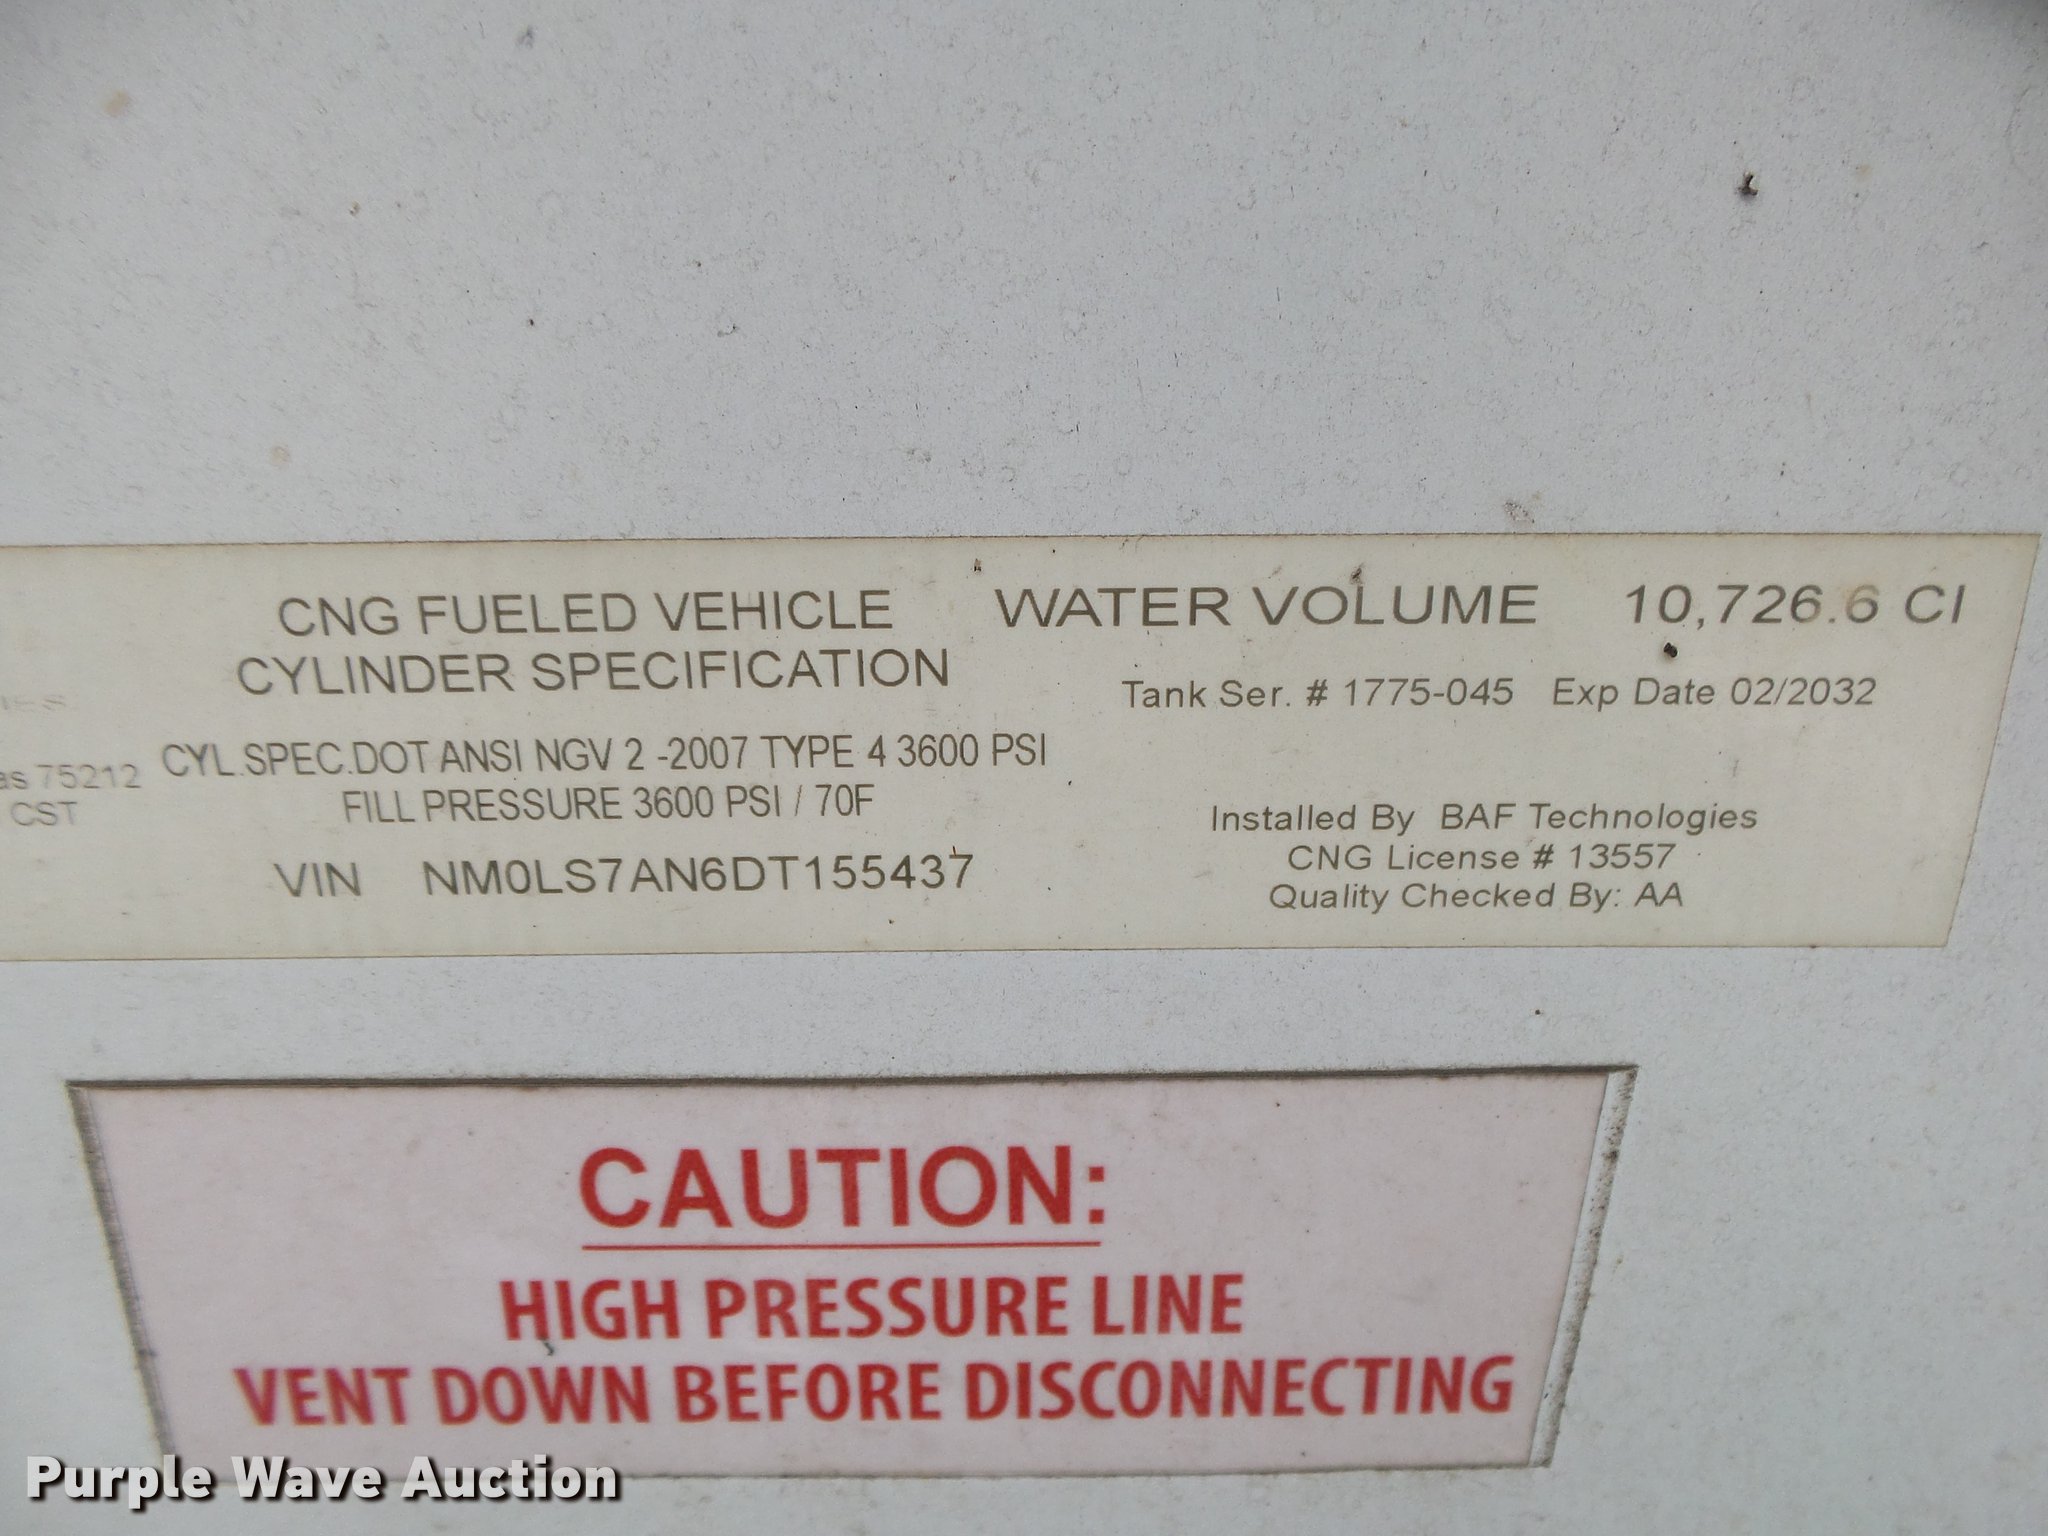 CNG FUELED VEHICLE
CYLINDER SPECIFICATION
75212
CST
CYL.SPEC.DOT ANSI NGV 2 -2007 TYPE 4 3600 PSI
FILL PRESSURE 3600 PSI / 70F
VIN NM0LS7AN6DT155437
WATER VOLUME 10,726.6 CI
Tank Ser. # 1775-045 Exp Date 02/2032
Installed By BAF Technologies
CNG License # 13557
Quality Checked By: AA
CAUTION:
HIGH PRESSURE LINE
VENT DOWN BEFORE DISCONNECTING
Purple Wave Auction